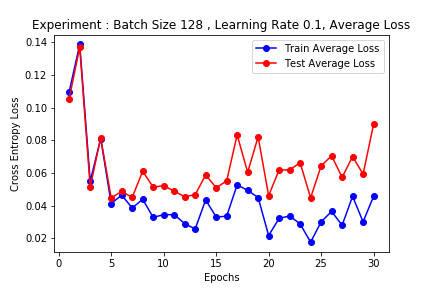 Experiment : Batch Size 128 , Learning Rate 0.1, Average Loss
Train Average Loss
Test Average Loss
Cross Entropy Loss
0.14
0.12
0.10
0.08
0.06
0.04
0.02
0 5 10 15 20 25 30
Epochs